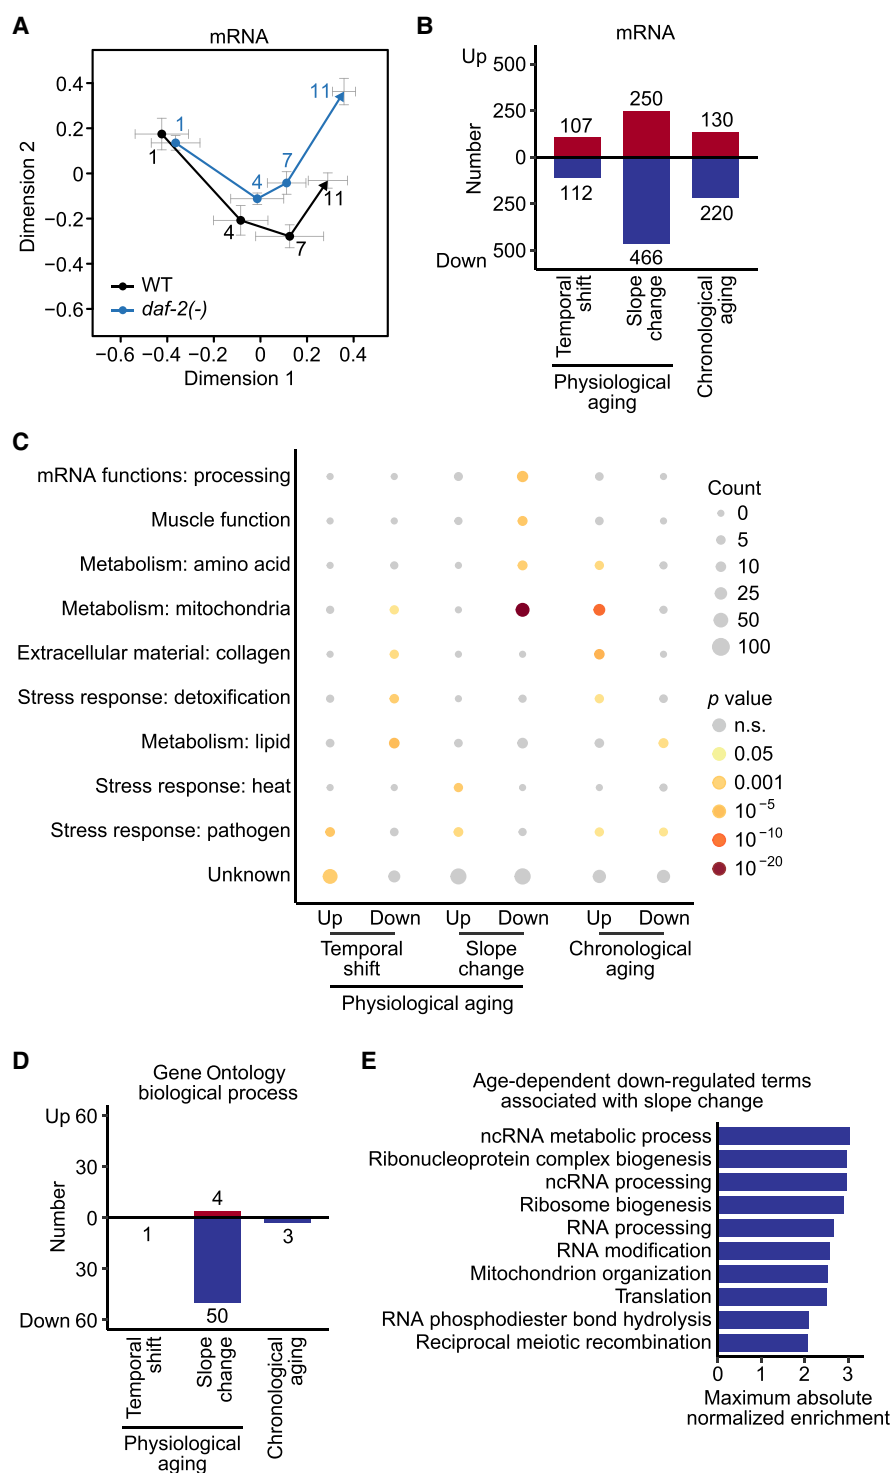 A
mRNA
Dimension 2
0.4
0.2
0
−0.2
−0.4
−0.6
1
1
4
4
7
7
11
11
WT
daf-2(-)
−0.6 −0.4 −0.2 0 0.2 0.4
Dimension 1
B
mRNA
Up 500
250
0
250
Down 500
Number
107
250
130
112
466
220
Temporal
shift
Slope
change
Chronological
aging
Physiological
aging
C
mRNA functions: processing
Muscle function
Metabolism: amino acid
Metabolism: mitochondria
Extracellular material: collagen
Stress response: detoxification
Metabolism: lipid
Stress response: heat
Stress response: pathogen
Unknown
Up Down Up Down Up Down
Temporal
shift
Slope
change
Chronological
aging
Physiological aging
Count
0
5
10
25
50
100
p value
n.s.
0.05
0.001
10⁻⁵
10⁻¹⁰
10⁻²⁰
D
Gene Ontology
biological process
Up 60
30
0
30
Down 60
Number
4
1
3
50
Temporal
shift
Slope
change
Chronological
aging
Physiological
aging
E
Age-dependent down-regulated terms
associated with slope change
ncRNA metabolic process
Ribonucleoprotein complex biogenesis
ncRNA processing
Ribosome biogenesis
RNA processing
RNA modification
Mitochondrion organization
Translation
RNA phosphodiester bond hydrolysis
Reciprocal meiotic recombination
0 1 2 3
Maximum absolute
normalized enrichment